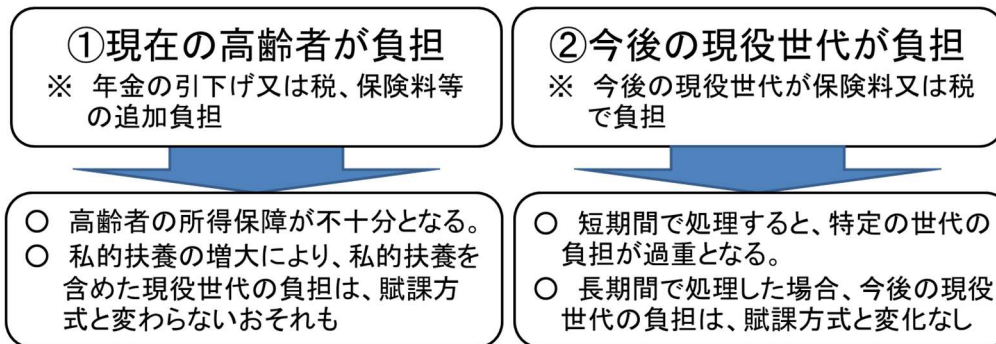 ①現在の高齢者が負担
※ 年金の引下げ又は税、保険料等
の追加負担
○ 高齢者の所得保障が不十分となる。
○ 私的扶養の増大により、私的扶養を
含めた現役世代の負担は、賦課方
式と変わらないおそれも
②今後の現役世代が負担
※ 今後の現役世代が保険料又は税
で負担
○ 短期間で処理すると、特定の世代の
負担が過重となる。
○ 長期間で処理した場合、今後の現役
世代の負担は、賦課方式と変化なし